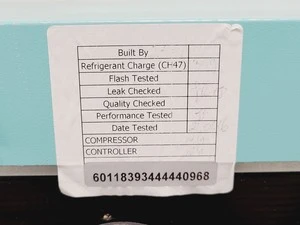 Built By
Refrigerant Charge (CH47)
Flash Tested
Leak Checked
Quality Checked
Performance Tested
Date Tested
COMPRESSOR
CONTROLLER
60118393444440968